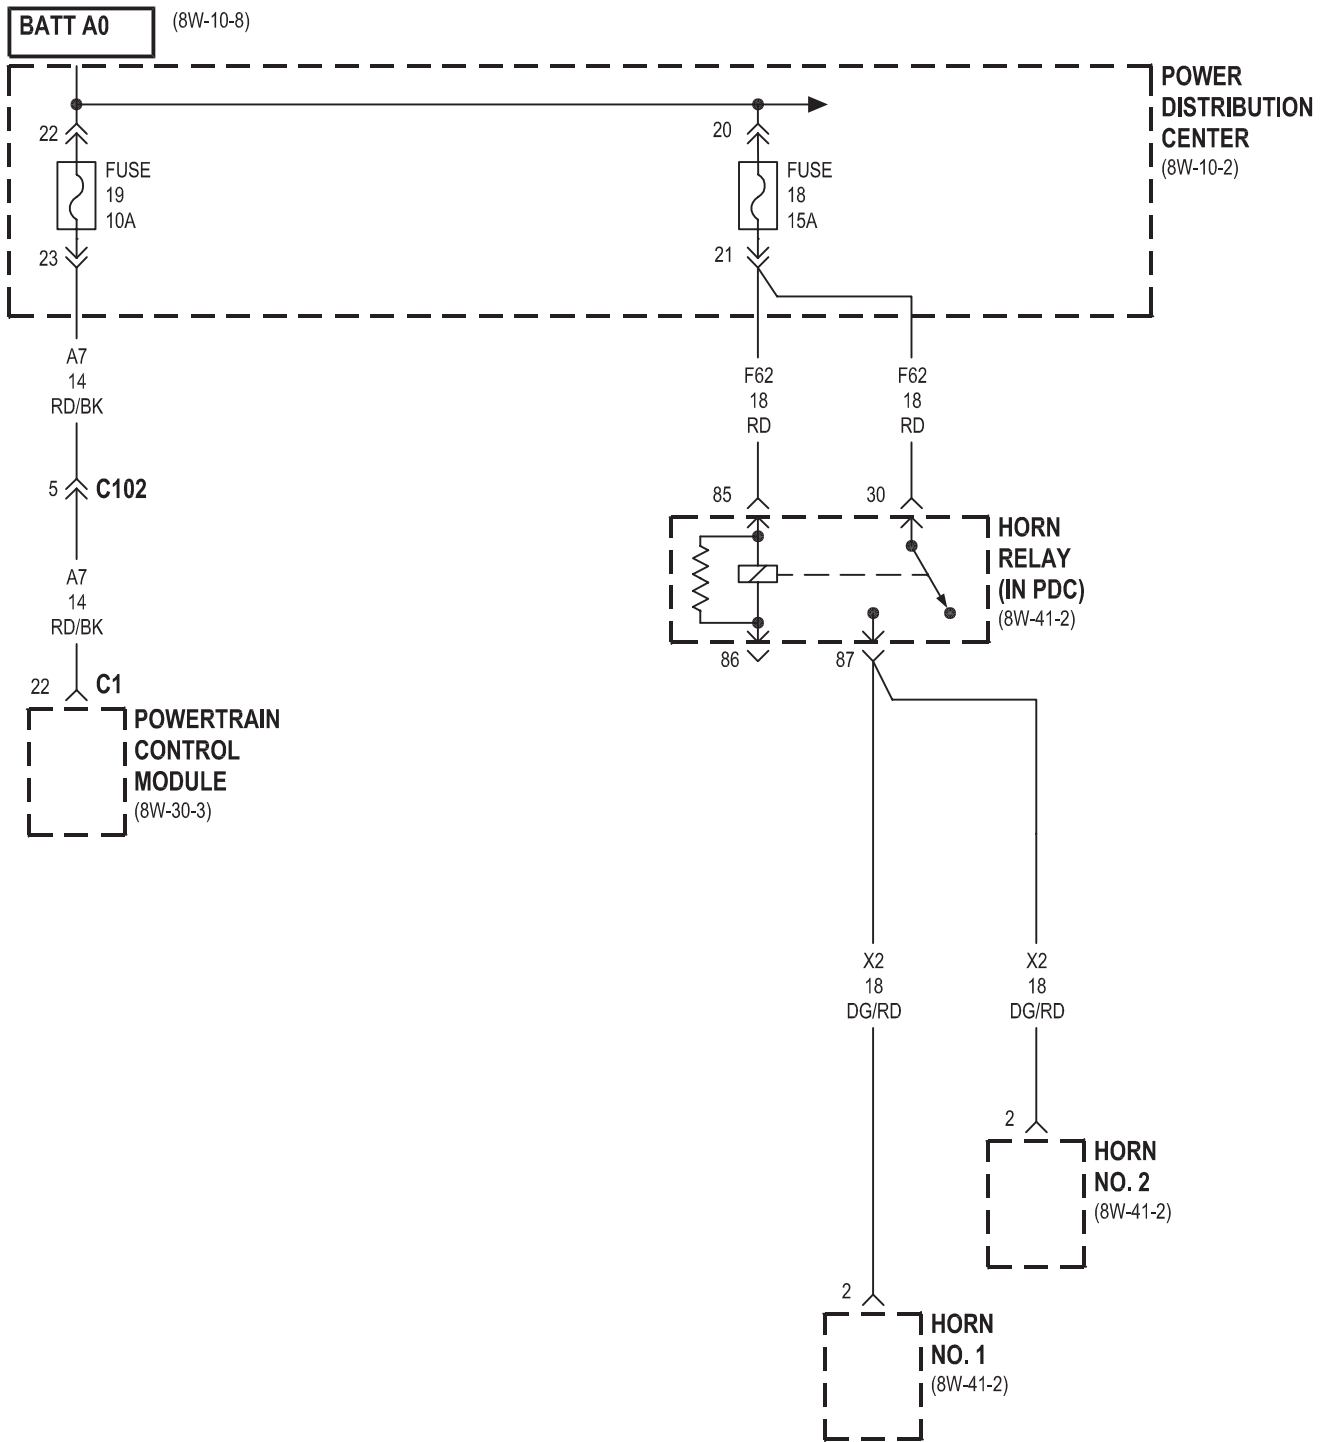 BATT A0
(8W-10-8)
POWER
DISTRIBUTION
CENTER
(8W-10-2)
22
FUSE
19
10A
23
20
FUSE
18
15A
21
A7
14
RD/BK
F62
18
RD
F62
18
RD
5
C102
85
30
HORN
RELAY
(IN PDC)
(8W-41-2)
A7
14
RD/BK
86
87
22
C1
POWERTRAIN
CONTROL
MODULE
(8W-30-3)
X2
18
DG/RD
X2
18
DG/RD
2
HORN
NO. 2
(8W-41-2)
2
HORN
NO. 1
(8W-41-2)